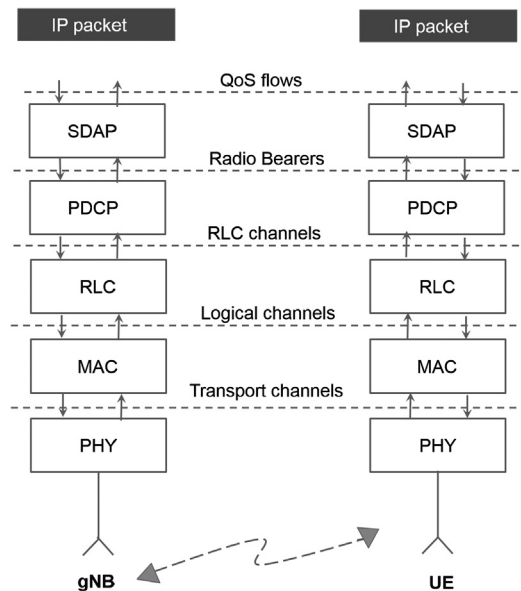 IP packet IP packet
QoS flows
SDAP SDAP
Radio Bearers
PDCP PDCP
RLC channels
RLC RLC
Logical channels
MAC MAC
Transport channels
PHY PHY
gNB UE